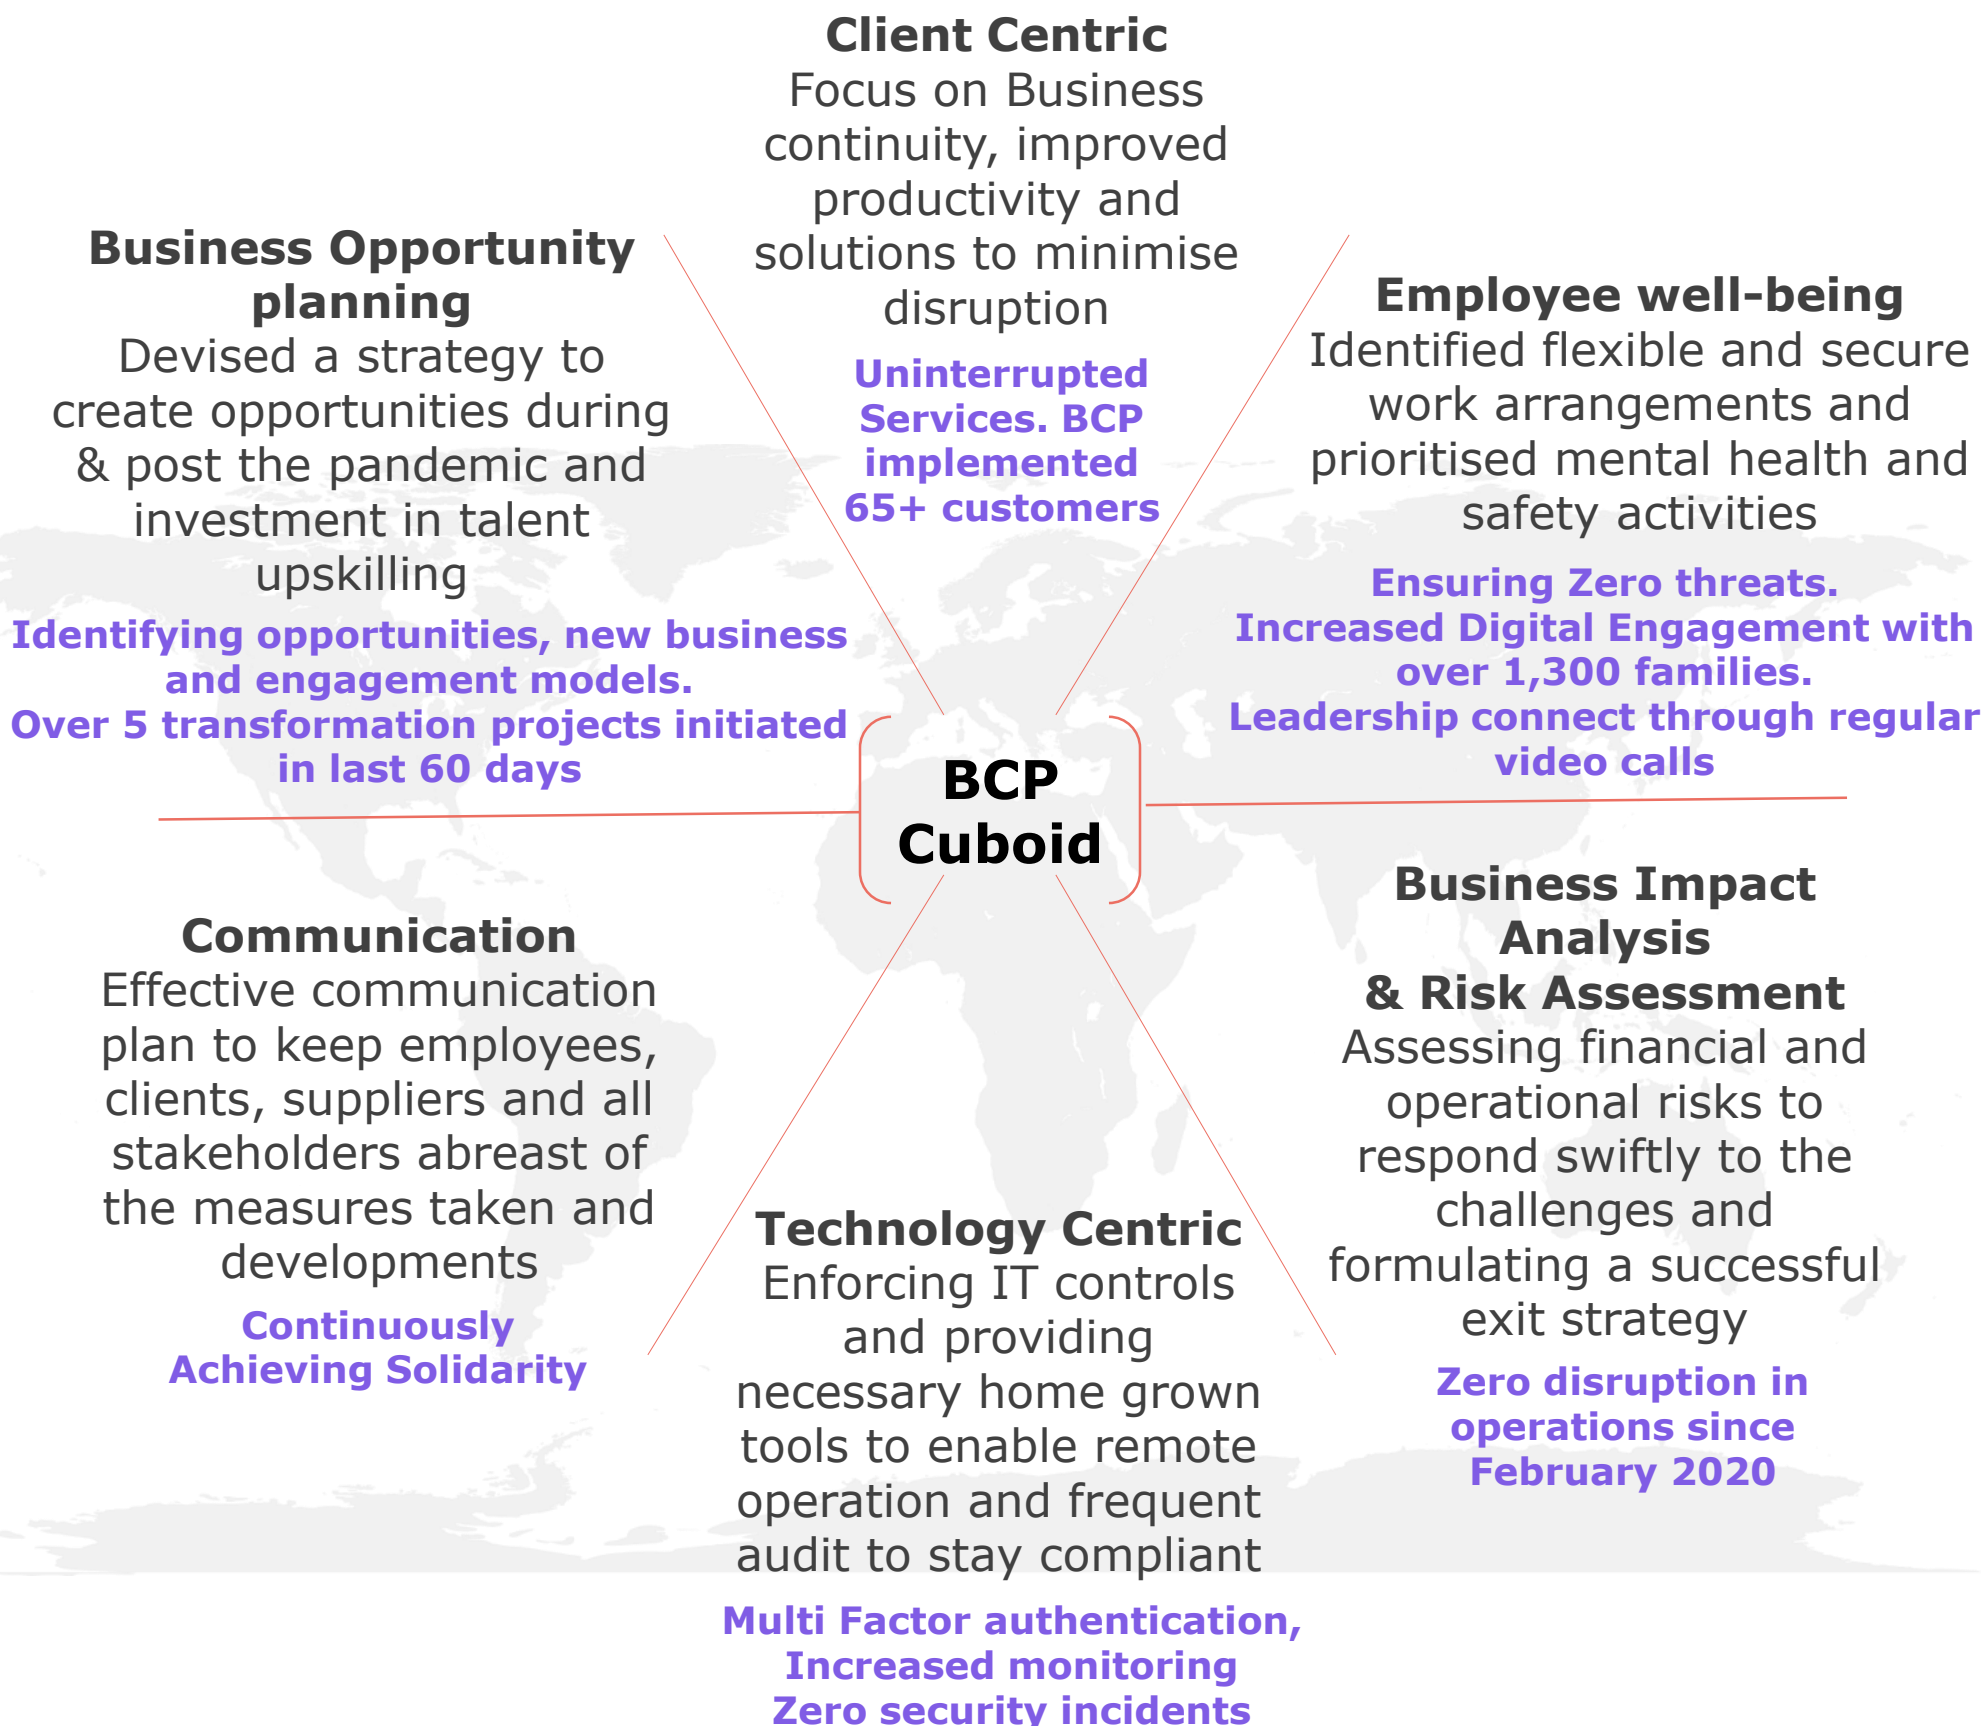 Client Centric
Focus on Business
continuity, improved
productivity and
solutions to minimise
disruption
Uninterrupted
Services. BCP
implemented
65+ customers
Business Opportunity
planning
Devised a strategy to
create opportunities during
& post the pandemic and
investment in talent
upskilling
Identifying opportunities, new business
and engagement models.
Over 5 transformation projects initiated
in last 60 days
Employee well-being
Identified flexible and secure
work arrangements and
prioritised mental health and
safety activities
Ensuring Zero threats.
Increased Digital Engagement with
over 1,300 families.
Leadership connect through regular
video calls
BCP
Cuboid
Communication
Effective communication
plan to keep employees,
clients, suppliers and all
stakeholders abreast of
the measures taken and
developments
Continuously
Achieving Solidarity
Technology Centric
Enforcing IT controls
and providing
necessary home grown
tools to enable remote
operation and frequent
audit to stay compliant
Multi Factor authentication,
Increased monitoring
Zero security incidents
Business Impact
Analysis
& Risk Assessment
Assessing financial and
operational risks to
respond swiftly to the
challenges and
formulating a successful
exit strategy
Zero disruption in
operations since
February 2020